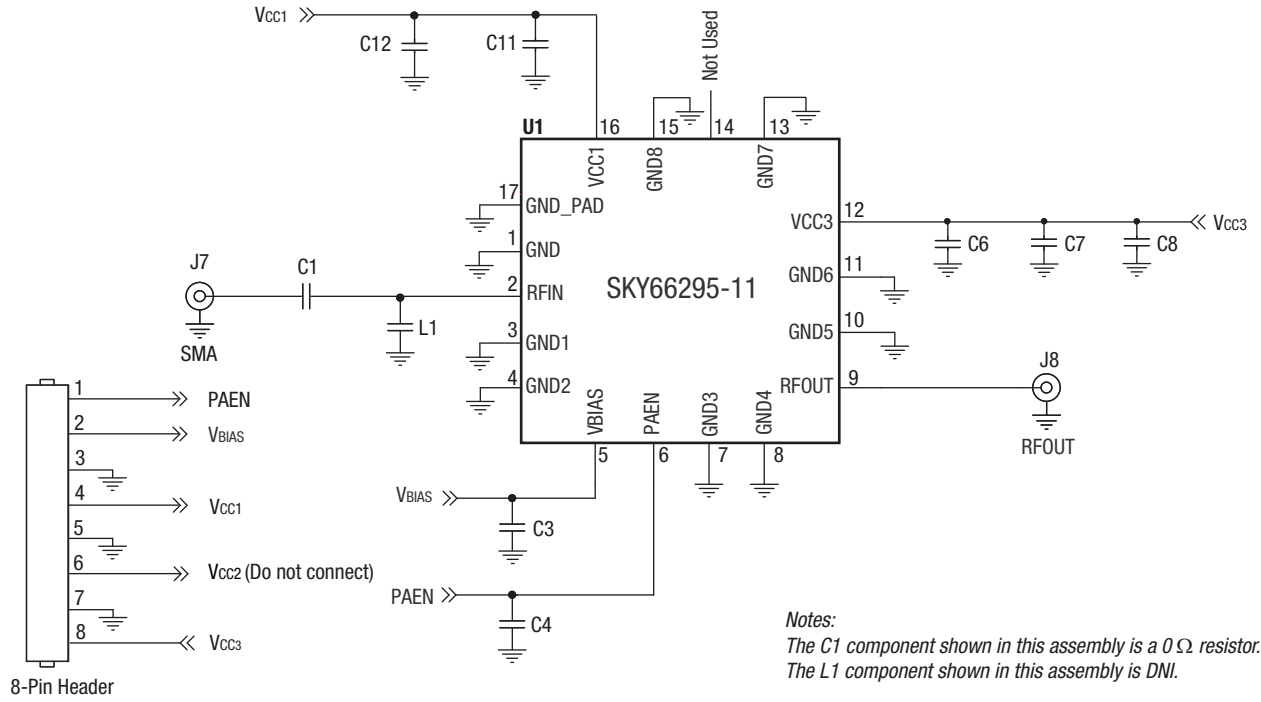 VCC1
C12
C11
Not Used
U1
16
15
14
13
VCC1
GND8
GND7
17
GND_PAD
VCC3
12
VCC3
C6
C7
C8
1
GND
J7
C1
2
RFIN
SKY66295-11
GND6
11
L1
SMA
3
GND1
GND5
10
4
GND2
RFOUT
9
J8
RFOUT
VBIAS
PAEN
GND3
GND4
5
6
7
8
1
PAEN
2
VBIAS
3
4
VCC1
5
6
VCC2 (Do not connect)
7
8
VCC3
8-Pin Header
VBIAS
C3
PAEN
C4
Notes:
The C1 component shown in this assembly is a 0 Ω resistor.
The L1 component shown in this assembly is DNI.